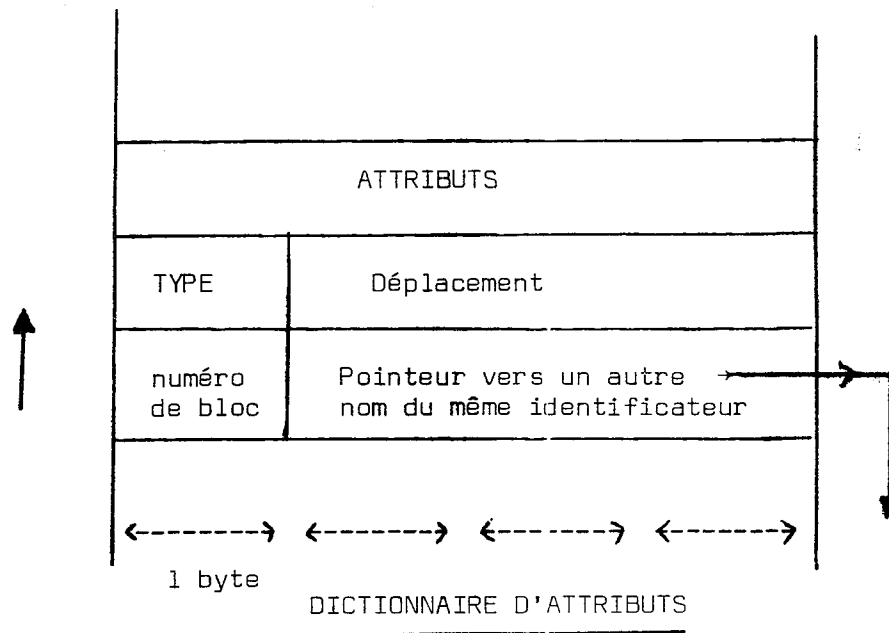 ATTRIBUTS
TYPE
Déplacement
numéro
de bloc
Pointeur vers un autre
nom du même identificateur
1 byte
DICTIONNAIRE D'ATTRIBUTS